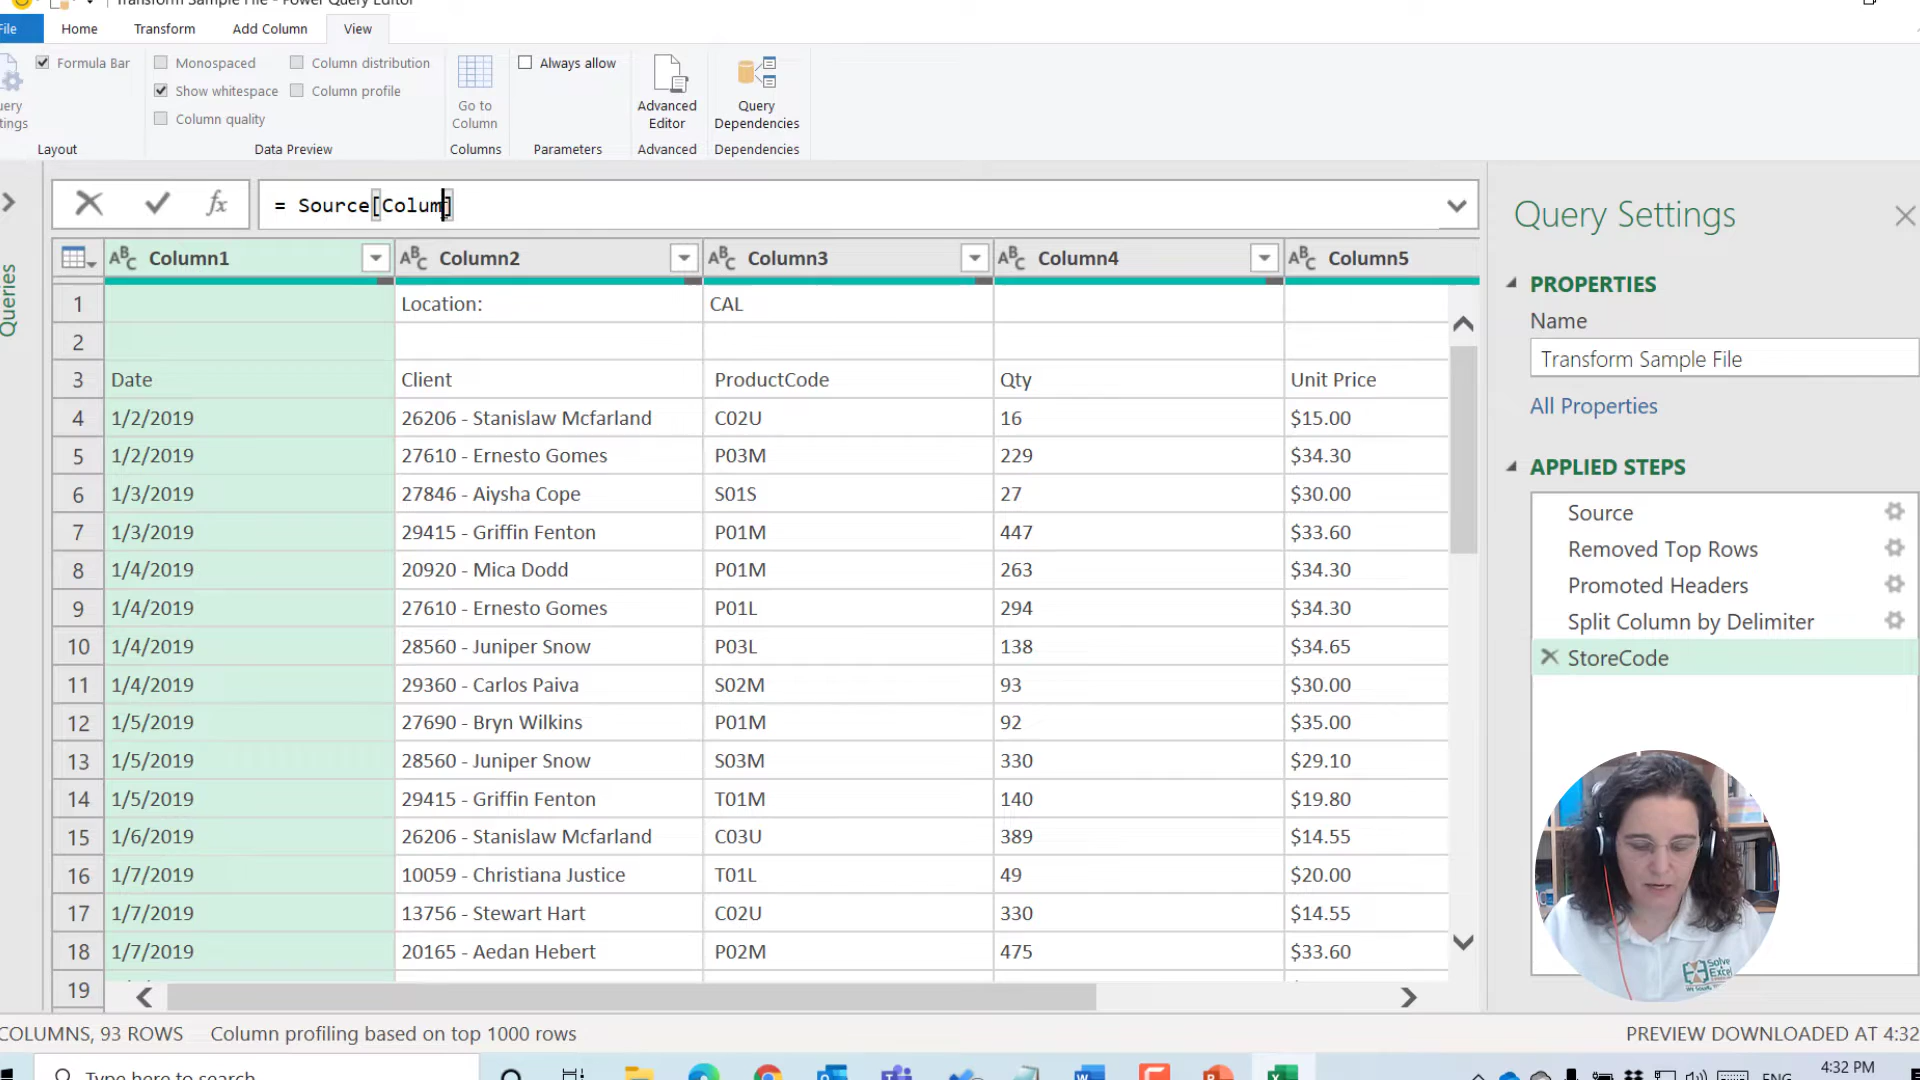 Transform Sample File - Power Query Editor
File Home Transform Add Column View
Formula Bar Monospaced Column distribution Always allow
Show whitespace Column profile
Column quality
Go to Column
Advanced Editor
Query Dependencies
Layout Data Preview Columns Parameters Advanced Dependencies
= Source[Colum]
Queries
Column1 Column2 Column3 Column4 Column5
1 Location: CAL
2
3 Date Client ProductCode Qty Unit Price
4 1/2/2019 26206 - Stanislaw Mcfarland C02U 16 $15.00
5 1/2/2019 27610 - Ernesto Gomes P03M 229 $34.30
6 1/3/2019 27846 - Aiysha Cope S01S 27 $30.00
7 1/3/2019 29415 - Griffin Fenton P01M 447 $33.60
8 1/4/2019 20920 - Mica Dodd P01M 263 $34.30
9 1/4/2019 27610 - Ernesto Gomes P01L 294 $34.30
10 1/4/2019 28560 - Juniper Snow P03L 138 $34.65
11 1/4/2019 29360 - Carlos Paiva S02M 93 $30.00
12 1/5/2019 27690 - Bryn Wilkins P01M 92 $35.00
13 1/5/2019 28560 - Juniper Snow S03M 330 $29.10
14 1/5/2019 29415 - Griffin Fenton T01M 140 $19.80
15 1/6/2019 26206 - Stanislaw Mcfarland C03U 389 $14.55
16 1/7/2019 10059 - Christiana Justice T01L 49 $20.00
17 1/7/2019 13756 - Stewart Hart C02U 330 $14.55
18 1/7/2019 20165 - Aedan Hebert P02M 475 $33.60
19
Query Settings
PROPERTIES
Name
Transform Sample File
All Properties
APPLIED STEPS
Source
Removed Top Rows
Promoted Headers
Split Column by Delimiter
StoreCode
Solve
Excel
COLUMNS, 93 ROWS Column profiling based on top 1000 rows
PREVIEW DOWNLOADED AT 4:32
Type here to search
ENG
4:32 PM